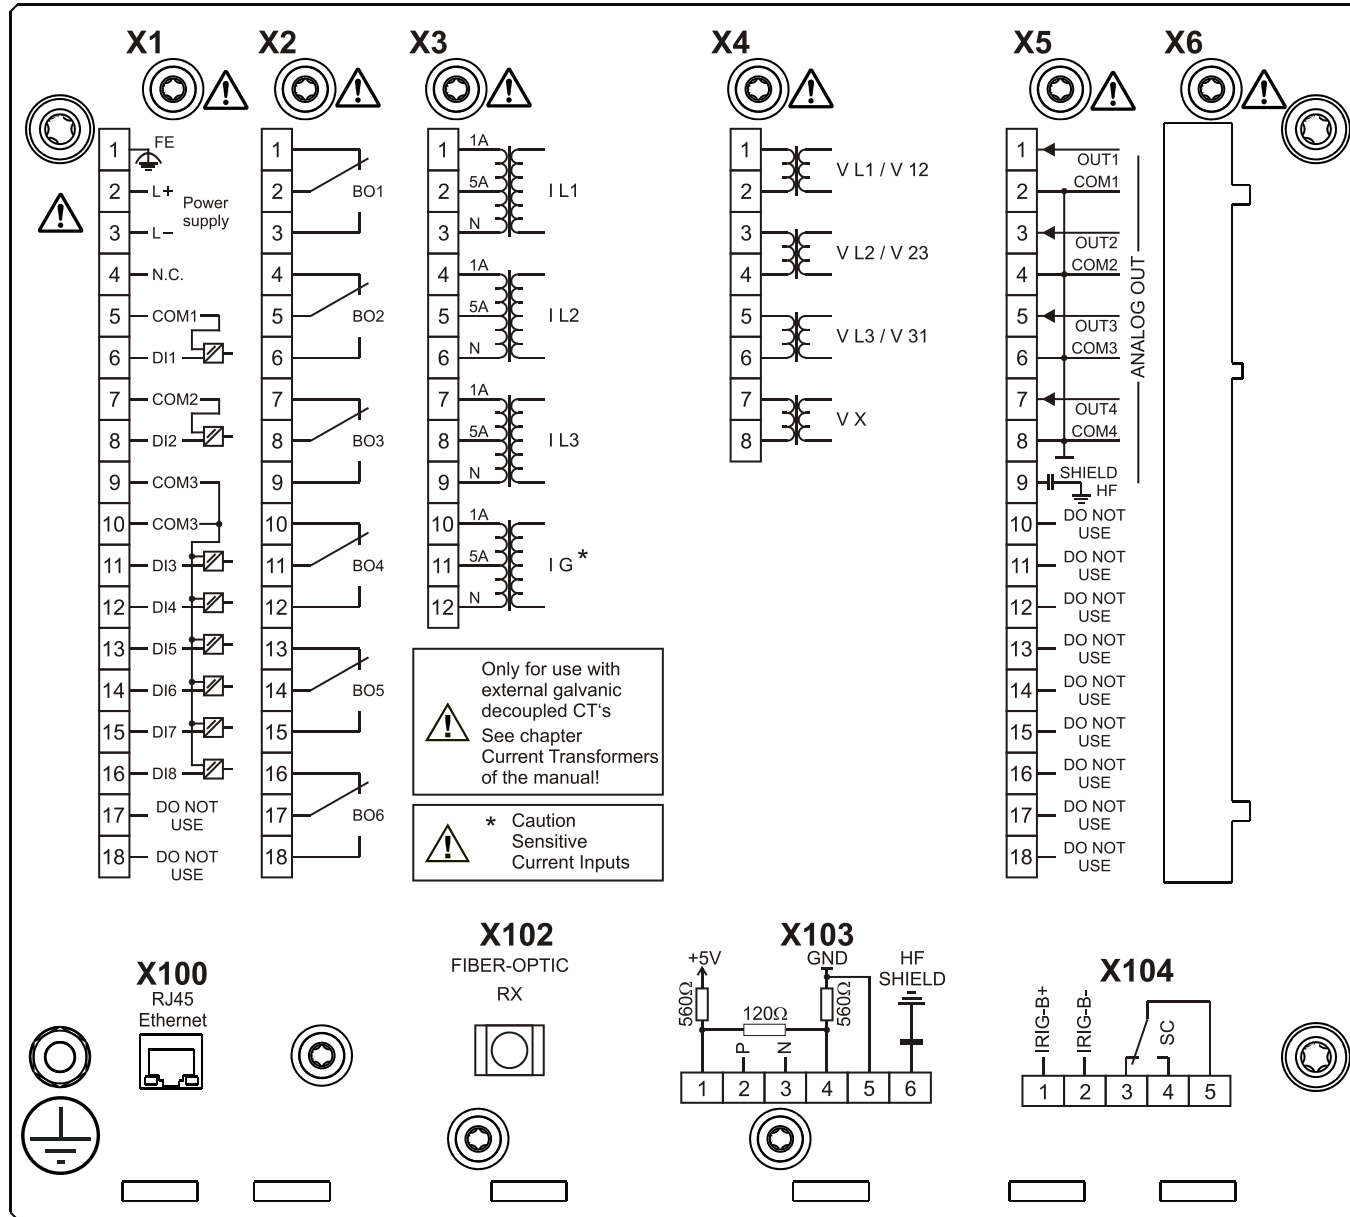 X1
X2
X3
X4
X5
X6
1 FE
2 L+
Power
supply
3 L–
4 N.C.
5 COM1
6 DI1
7 COM2
8 DI2
9 COM3
10 COM3
11 DI3
12 DI4
13 DI5
14 DI6
15 DI7
16 DI8
17 DO NOT
USE
18 DO NOT
USE
1
2 BO1
3
4
5 BO2
6
7
8 BO3
9
10
11 BO4
12
13
14 BO5
15
16
17 BO6
18
1 1A
2 5A I L1
3 N
4 1A
5 5A I L2
6 N
7 1A
8 5A I L3
9 N
10 1A
11 5A I G *
12 N
Only for use with
external galvanic
decoupled CT‘s
See chapter
Current Transformers
of the manual!
* Caution
Sensitive
Current Inputs
1
V L1 / V 12
2
3
V L2 / V 23
4
5
V L3 / V 31
6
7
V X
8
1 OUT1
2 COM1
3 OUT2
4 COM2
5 OUT3
6 COM3
7 OUT4
8 COM4
ANALOG OUT
9 SHIELD
HF
10 DO NOT
USE
11 DO NOT
USE
12 DO NOT
USE
13 DO NOT
USE
14 DO NOT
USE
15 DO NOT
USE
16 DO NOT
USE
17 DO NOT
USE
18 DO NOT
USE
X100
RJ45
Ethernet
X102
FIBER-OPTIC
RX
X103
+5V
GND
HF
SHIELD
560Ω
120Ω
560Ω
P
N
1 2 3 4 5 6
X104
IRIG-B+
IRIG-B-
SC
1 2 3 4 5